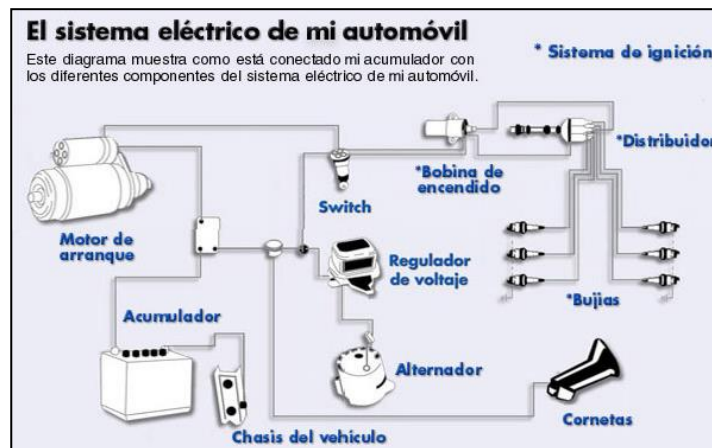 El sistema eléctrico de mi automóvil
Este diagrama muestra como está conectado mi acumulador con
los diferentes componentes del sistema eléctrico de mi automóvil.
* Sistema de ignición
*Distribuidor
*Bobina de
encendido
Switch
Motor de
arranque
Regulador
de voltaje
*Bujias
Acumulador
Alternador
Cornetas
Chasis del vehículo